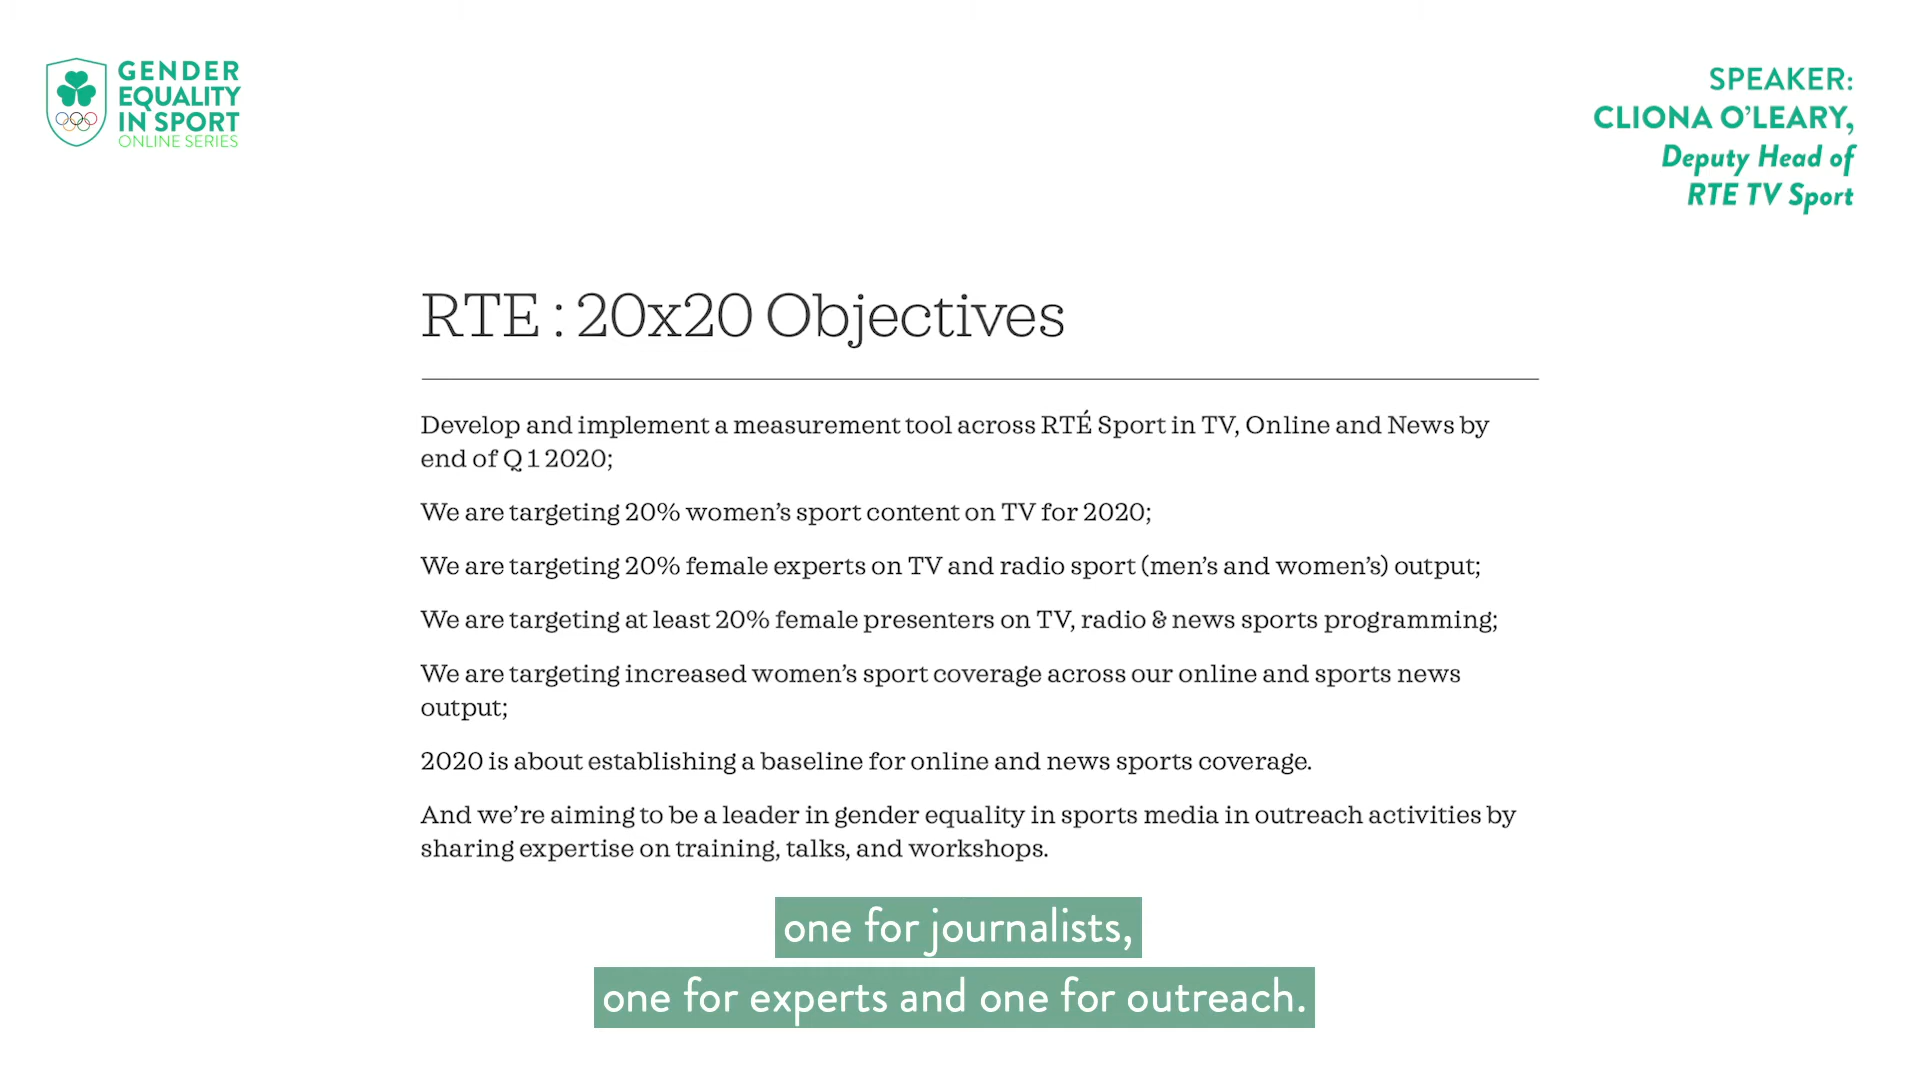 GENDER
EQUALITY
IN SPORT
ONLINE SERIES
SPEAKER:
CLIONA O'LEARY,
Deputy Head of
RTE TV Sport
RTE : 20x20 Objectives
Develop and implement a measurement tool across RTÉ Sport in TV, Online and News by
end of Q1 2020;
We are targeting 20% women's sport content on TV for 2020;
We are targeting 20% female experts on TV and radio sport (men's and women's) output;
We are targeting at least 20% female presenters on TV, radio & news sports programming;
We are targeting increased women's sport coverage across our online and sports news
output;
2020 is about establishing a baseline for online and news sports coverage.
And we're aiming to be a leader in gender equality in sports media in outreach activities by
sharing expertise on training, talks, and workshops.
one for journalists,
one for experts and one for outreach.